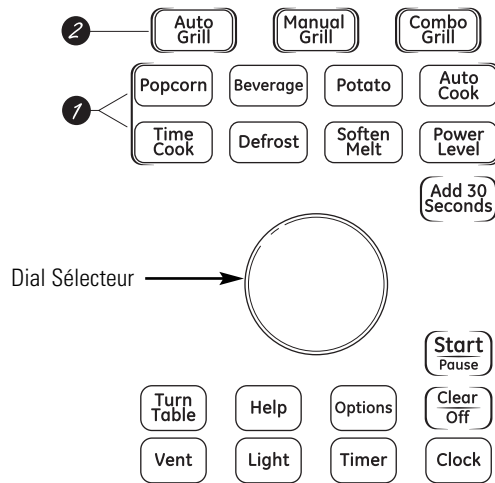 2
Auto
Grill
Manual
Grill
Combo
Grill
1
Popcorn
Beverage
Potato
Auto
Cook
Time
Cook
Defrost
Soften
Melt
Power
Level
Add 30
Seconds
Dial Sélecteur
Start
Pause
Turn
Table
Help
Options
Clear
Off
Vent
Light
Timer
Clock